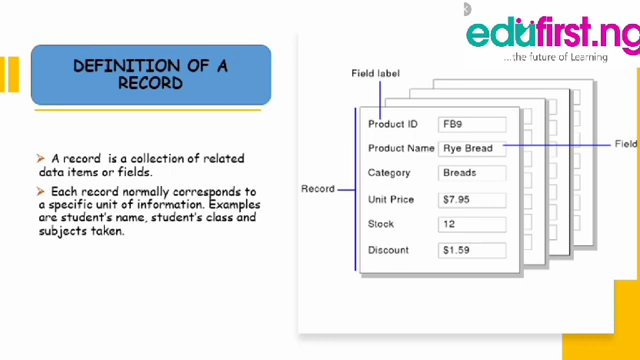 edufirst.ng
...the future of Learning
DEFINITION OF A
RECORD
➤ A record is a collection of related
data items or fields.
➤ Each record normally corresponds to
a specific unit of information. Examples
are student's name, student's class and
subjects taken.
Field label
Product ID FB9
Product Name Rye Bread
Field
Category Breads
Record
Unit Price $7.95
Stock 12
Discount $1.59